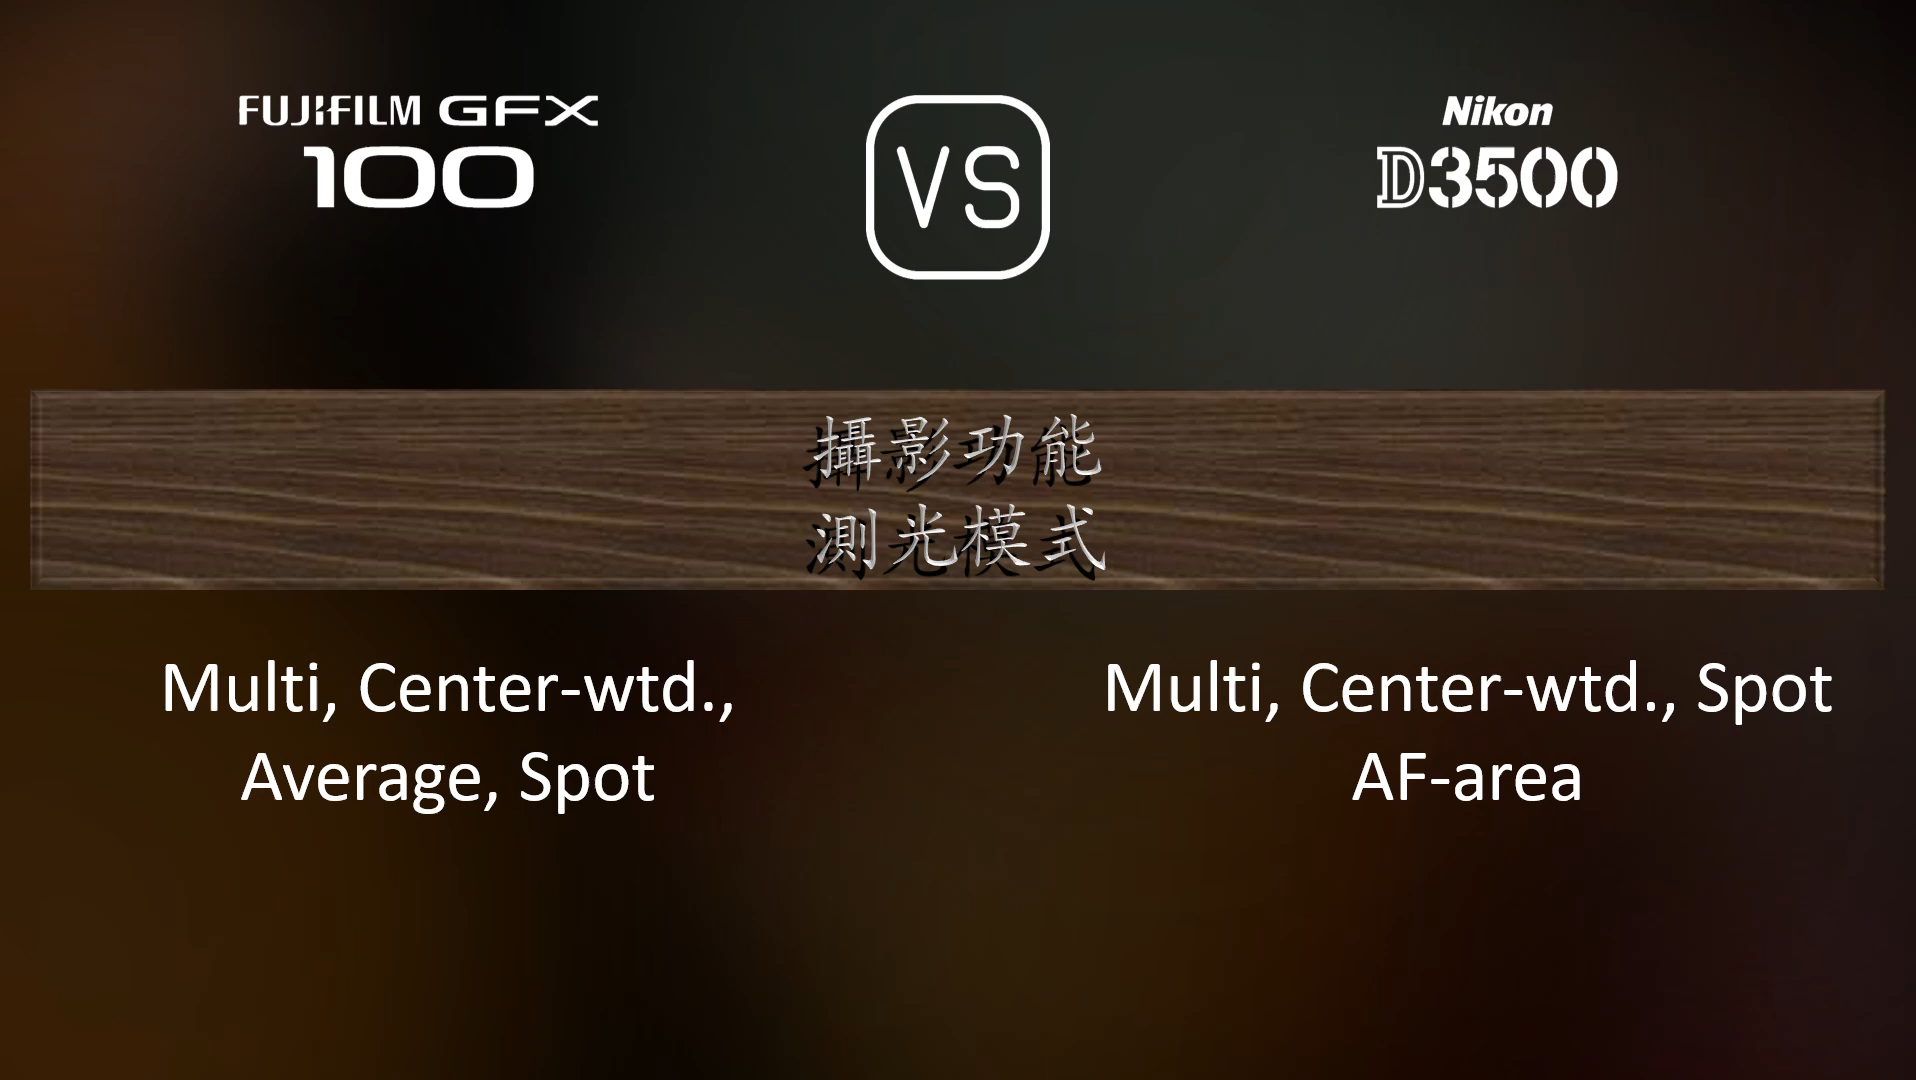 FUJIFILM GFX
100
VS
Nikon
D3500
攝影功能
測光模式
Multi, Center-wtd.,
Average, Spot
Multi, Center-wtd., Spot
AF-area